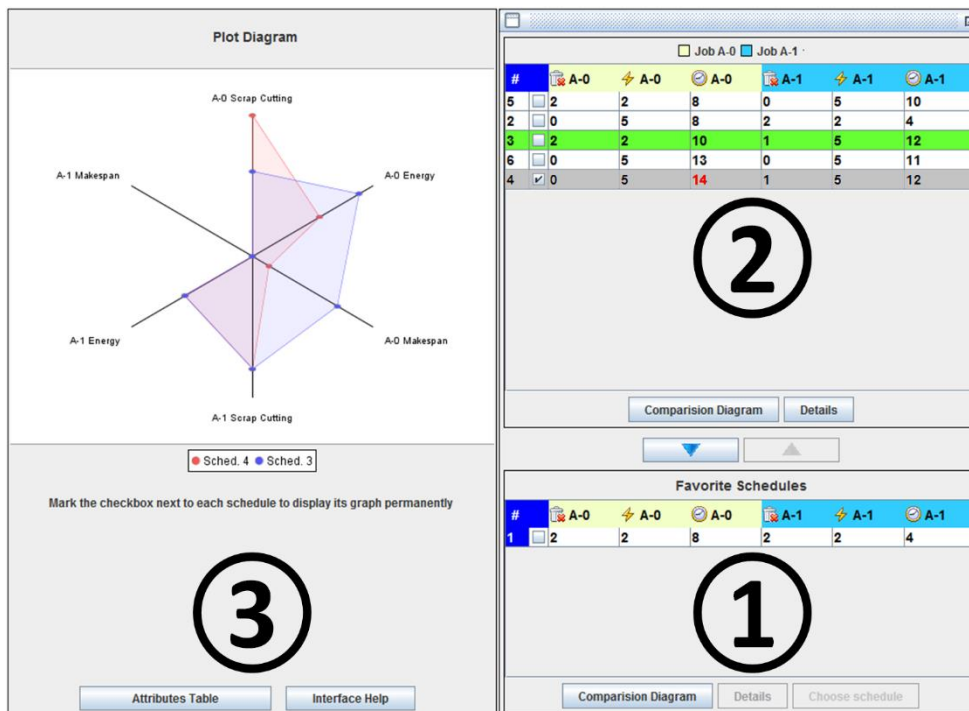 Plot Diagram
A-0 Scrap Cutting
A-1 Makespan
A-0 Energy
A-1 Energy
A-0 Makespan
A-1 Scrap Cutting
Sched. 4 Sched. 3
Mark the checkbox next to each schedule to display its graph permanently
3
Attributes Table Interface Help
Job A-0 Job A-1
# A-0 A-0 A-0 A-1 A-1 A-1
5 2 2 8 0 5 10
2 0 5 8 2 2 4
3 2 2 10 1 5 12
6 0 5 13 0 5 11
4 0 5 14 1 5 12
2
Comparision Diagram Details
Favorite Schedules
# A-0 A-0 A-0 A-1 A-1 A-1
1 2 2 8 2 2 4
1
Comparision Diagram Details Choose schedule